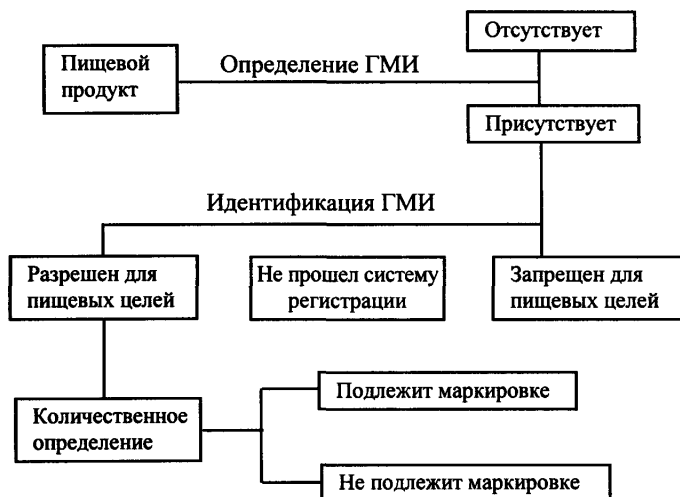 Отсутствует
Пищевой
продукт
Определение ГМИ
Присутствует
Идентификация ГМИ
Разрешен для
пищевых целей
Не прошел систему
регистрации
Запрещен для
пищевых целей
Количественное
определение
Подлежит маркировке
Не подлежит маркировке